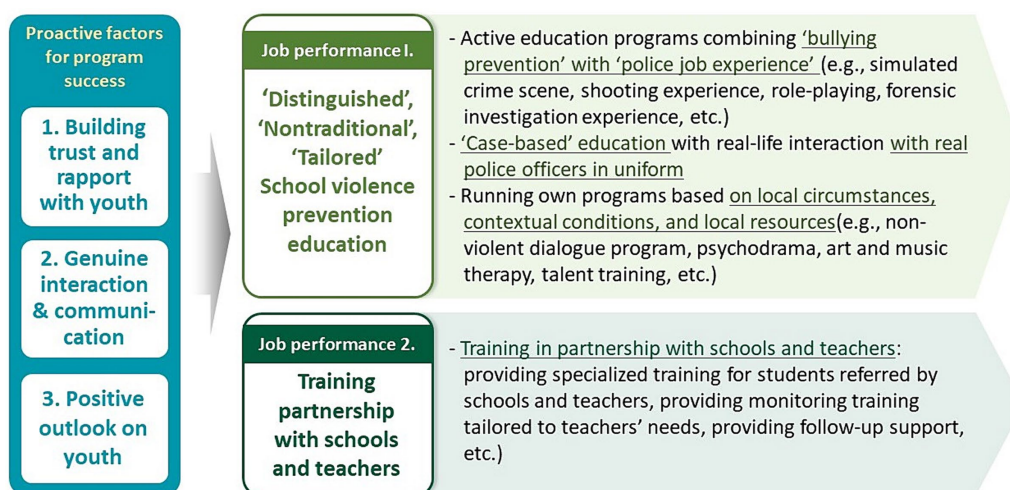 Proactive factors
for program
success
1. Building
trust and
rapport
with youth
2. Genuine
interaction
& communi-
cation
3. Positive
outlook on
youth
Job performance I.
‘Distinguished’,
‘Nontraditional’,
‘Tailored’
School violence
prevention
education
- Active education programs combining ‘bullying
prevention’ with ‘police job experience’ (e.g., simulated
crime scene, shooting experience, role-playing, forensic
investigation experience, etc.)
- ‘Case-based’ education with real-life interaction with real
police officers in uniform
- Running own programs based on local circumstances,
contextual conditions, and local resources(e.g., non-
violent dialogue program, psychodrama, art and music
therapy, talent training, etc.)
Job performance 2.
Training
partnership
with schools
and teachers
- Training in partnership with schools and teachers:
providing specialized training for students referred by
schools and teachers, providing monitoring training
tailored to teachers’ needs, providing follow-up support,
etc.)